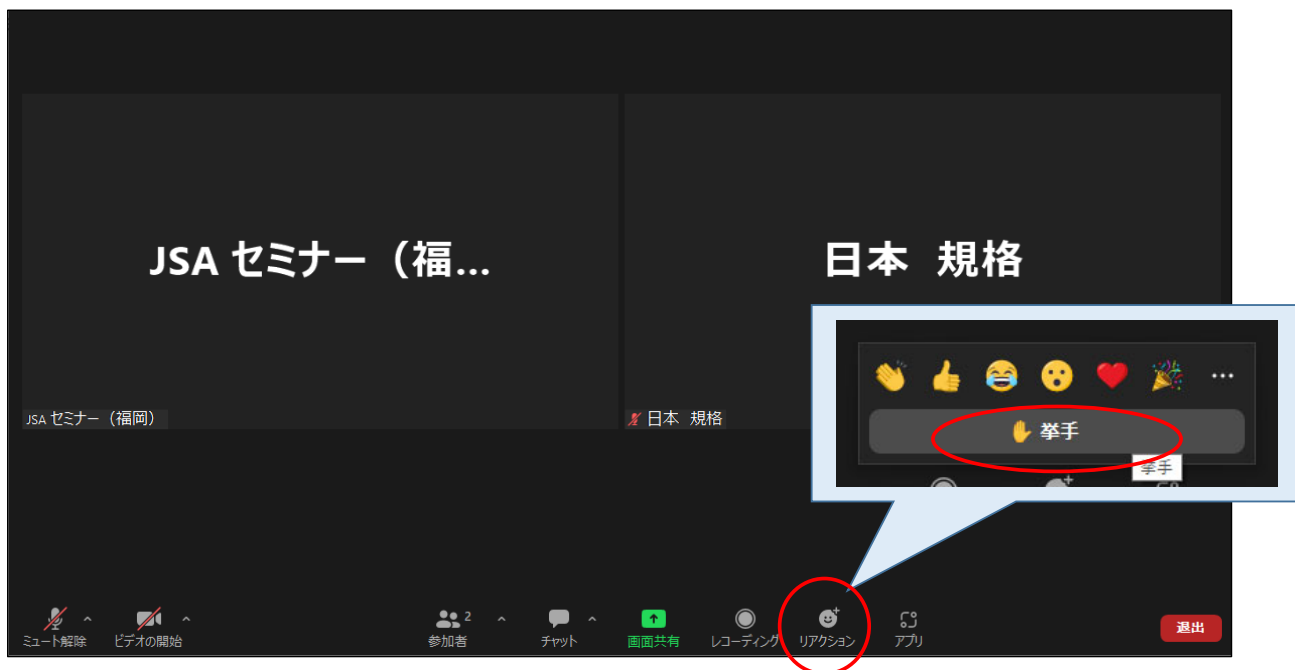 JSA セミナー（福...
日本 規格
JSA セミナー（福岡）
日本 規格
挙手
挙手
ミュート解除
ビデオの開始
2
参加者
チャット
画面共有
レコーディング
リアクション
アプリ
退出